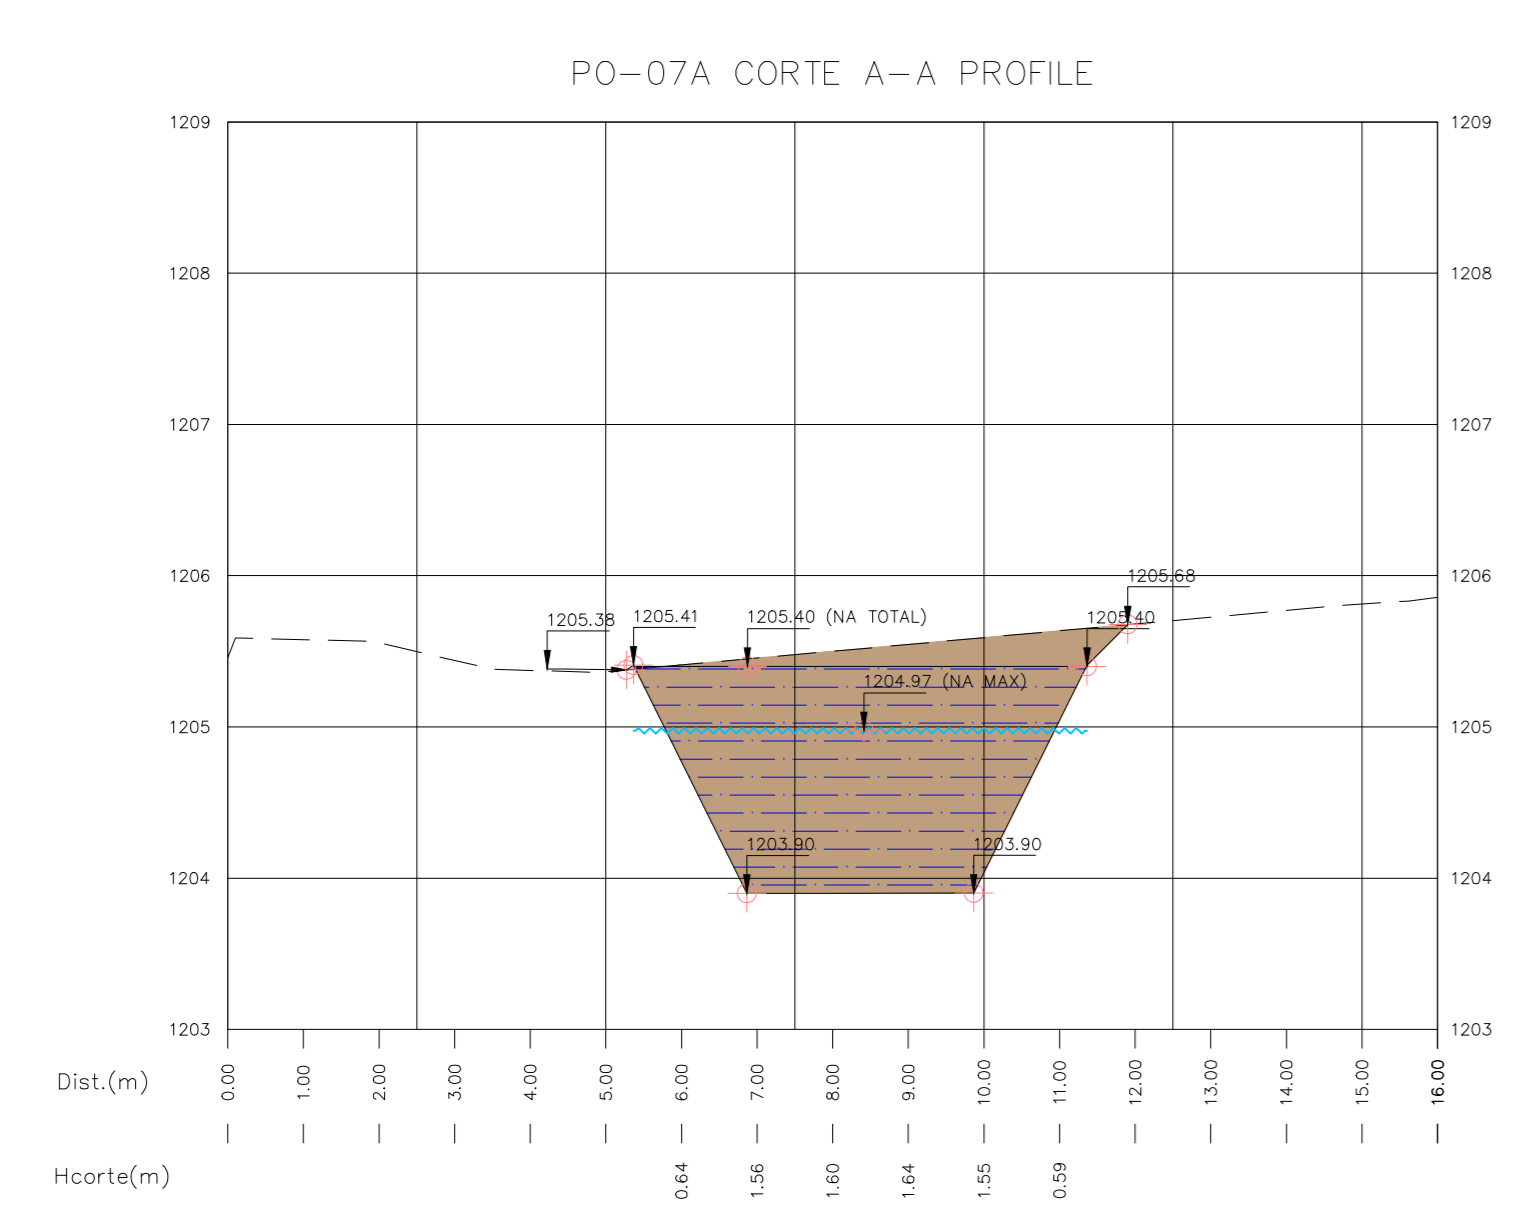 PO-07A CORTE A-A PROFILE
1209 1209
1208 1208
1207 1207
1206 1206
1205.68
1205.38 1205.41 1205.40 (NA TOTAL) 1205.40
1204.97 (NA MAX)
1205 1205
1203.90 1203.90
1204 1204
1203 1203
Dist.(m) 0.00 1.00 2.00 3.00 4.00 5.00 6.00 7.00 8.00 9.00 10.00 11.00 12.00 13.00 14.00 15.00 16.00
Hcorte(m) 0.64 1.56 1.60 1.64 1.55 0.59